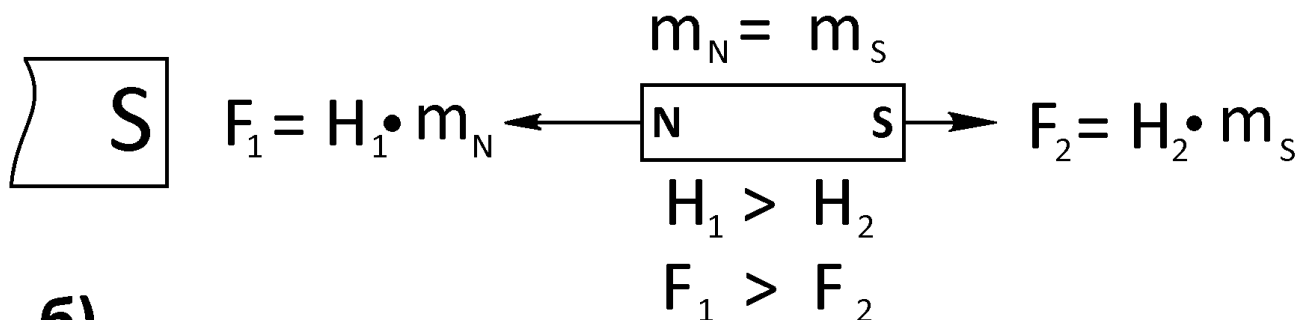 m_N = m_S
S F_1 = H_1 • m_N N S F_2 = H_2 • m_S
H_1 > H_2
F_1 > F_2
б)